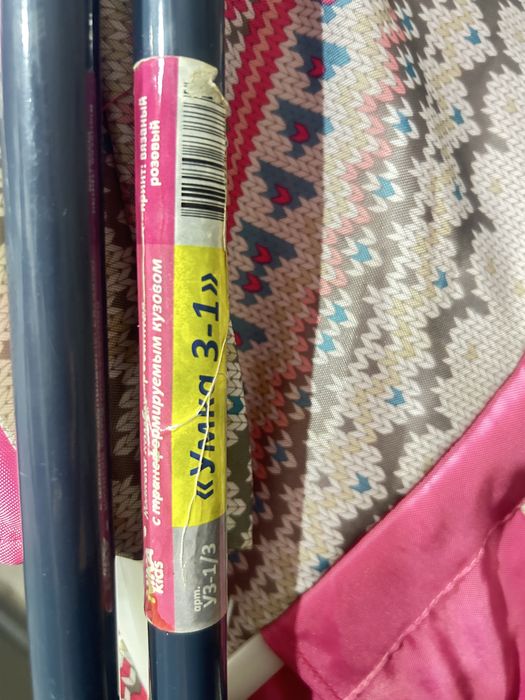 Kids
с трансформируемым кузовом
принт: вязаный
розовый
«Умка 3-1»
арт.
У3-1/3